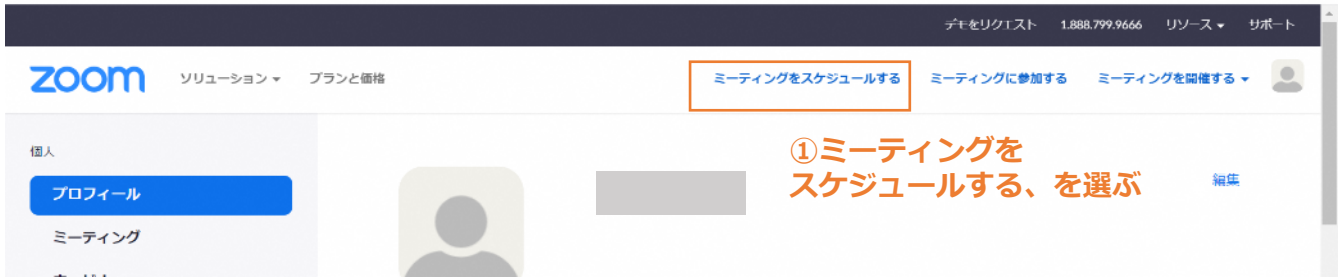 デモをリクエスト 1.888.799.9666 リソース サポート
zoom ソリューション プランと価格 ミーティングをスケジュールする ミーティングに参加する ミーティングを開催する
個人
①ミーティングを
スケジュールする、を選ぶ
編集
プロフィール
ミーティング